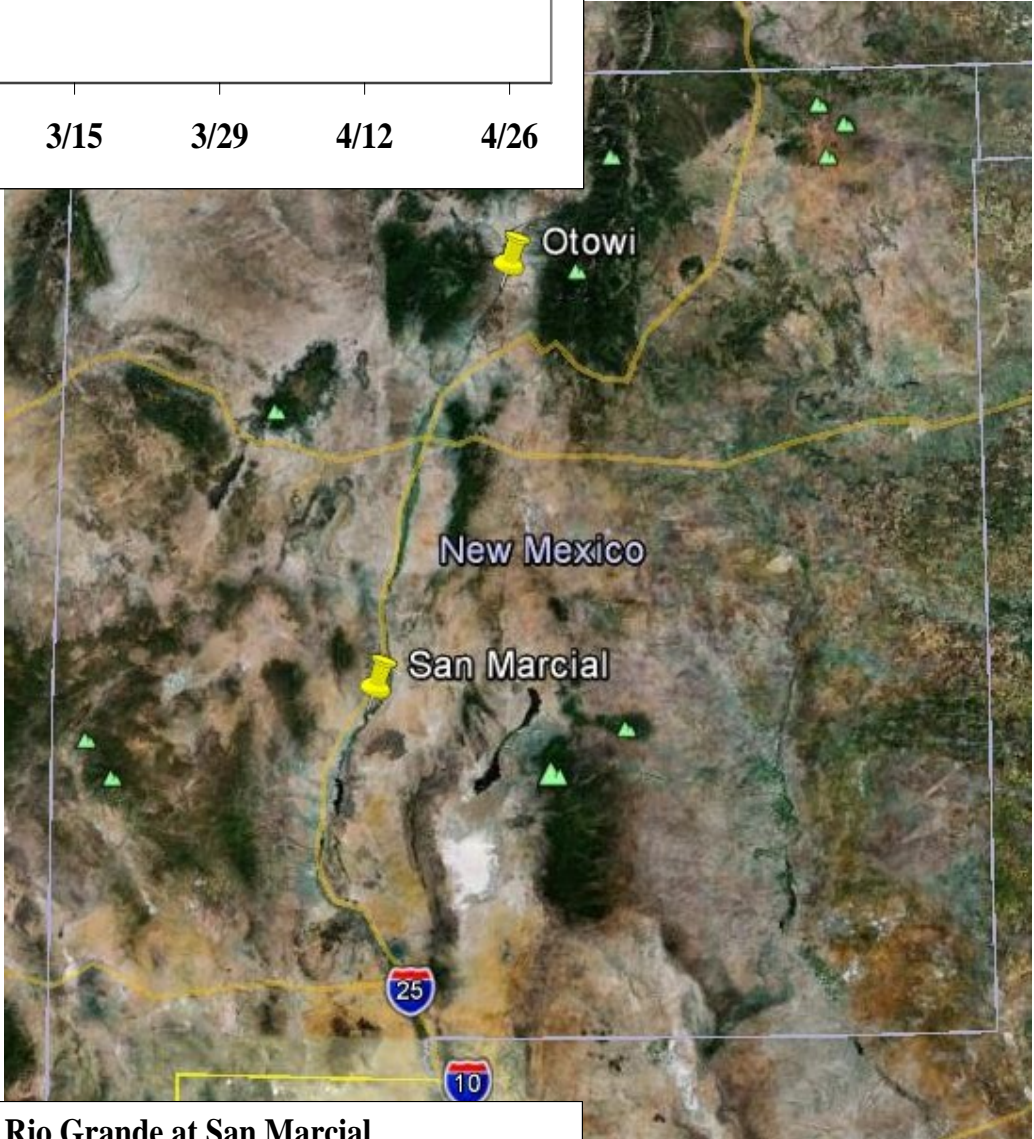 3/15 3/29 4/12 4/26
Otowi
New Mexico
San Marcial
25
10
Rio Grande at San Marcial